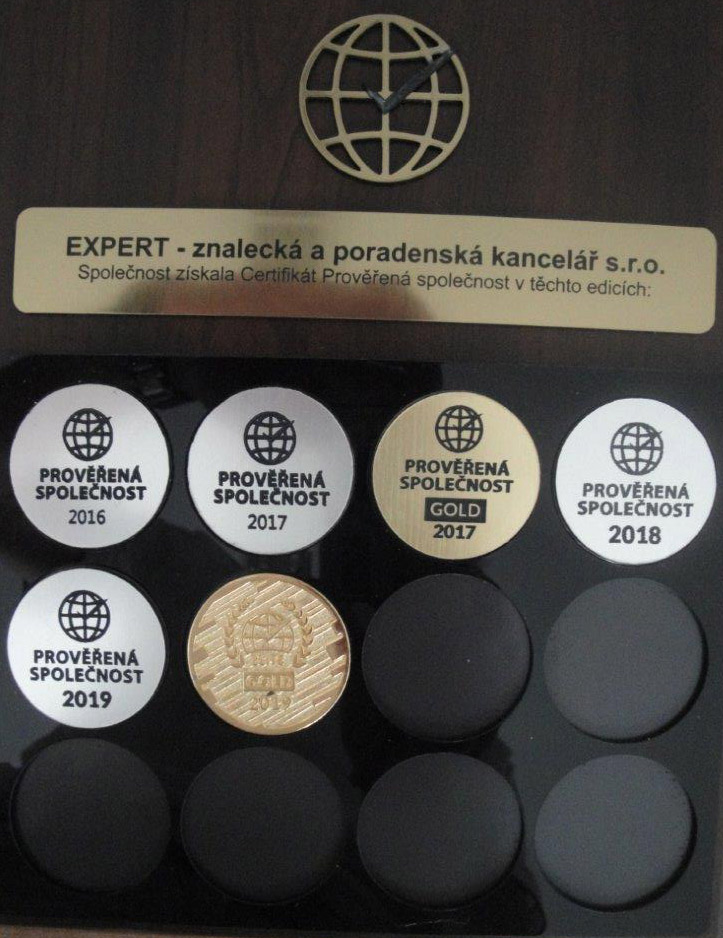 EXPERT - znalecká a poradenská kancelář s.r.o.
Společnost získala Certifikát Prověřená společnost v těchto edicích:
PROVĚŘENÁ
SPOLEČNOST
2016
PROVĚŘENÁ
SPOLEČNOST
2017
PROVĚŘENÁ
SPOLEČNOST
GOLD
2017
PROVĚŘENÁ
SPOLEČNOST
2018
PROVĚŘENÁ
SPOLEČNOST
2019
GOLD
2019